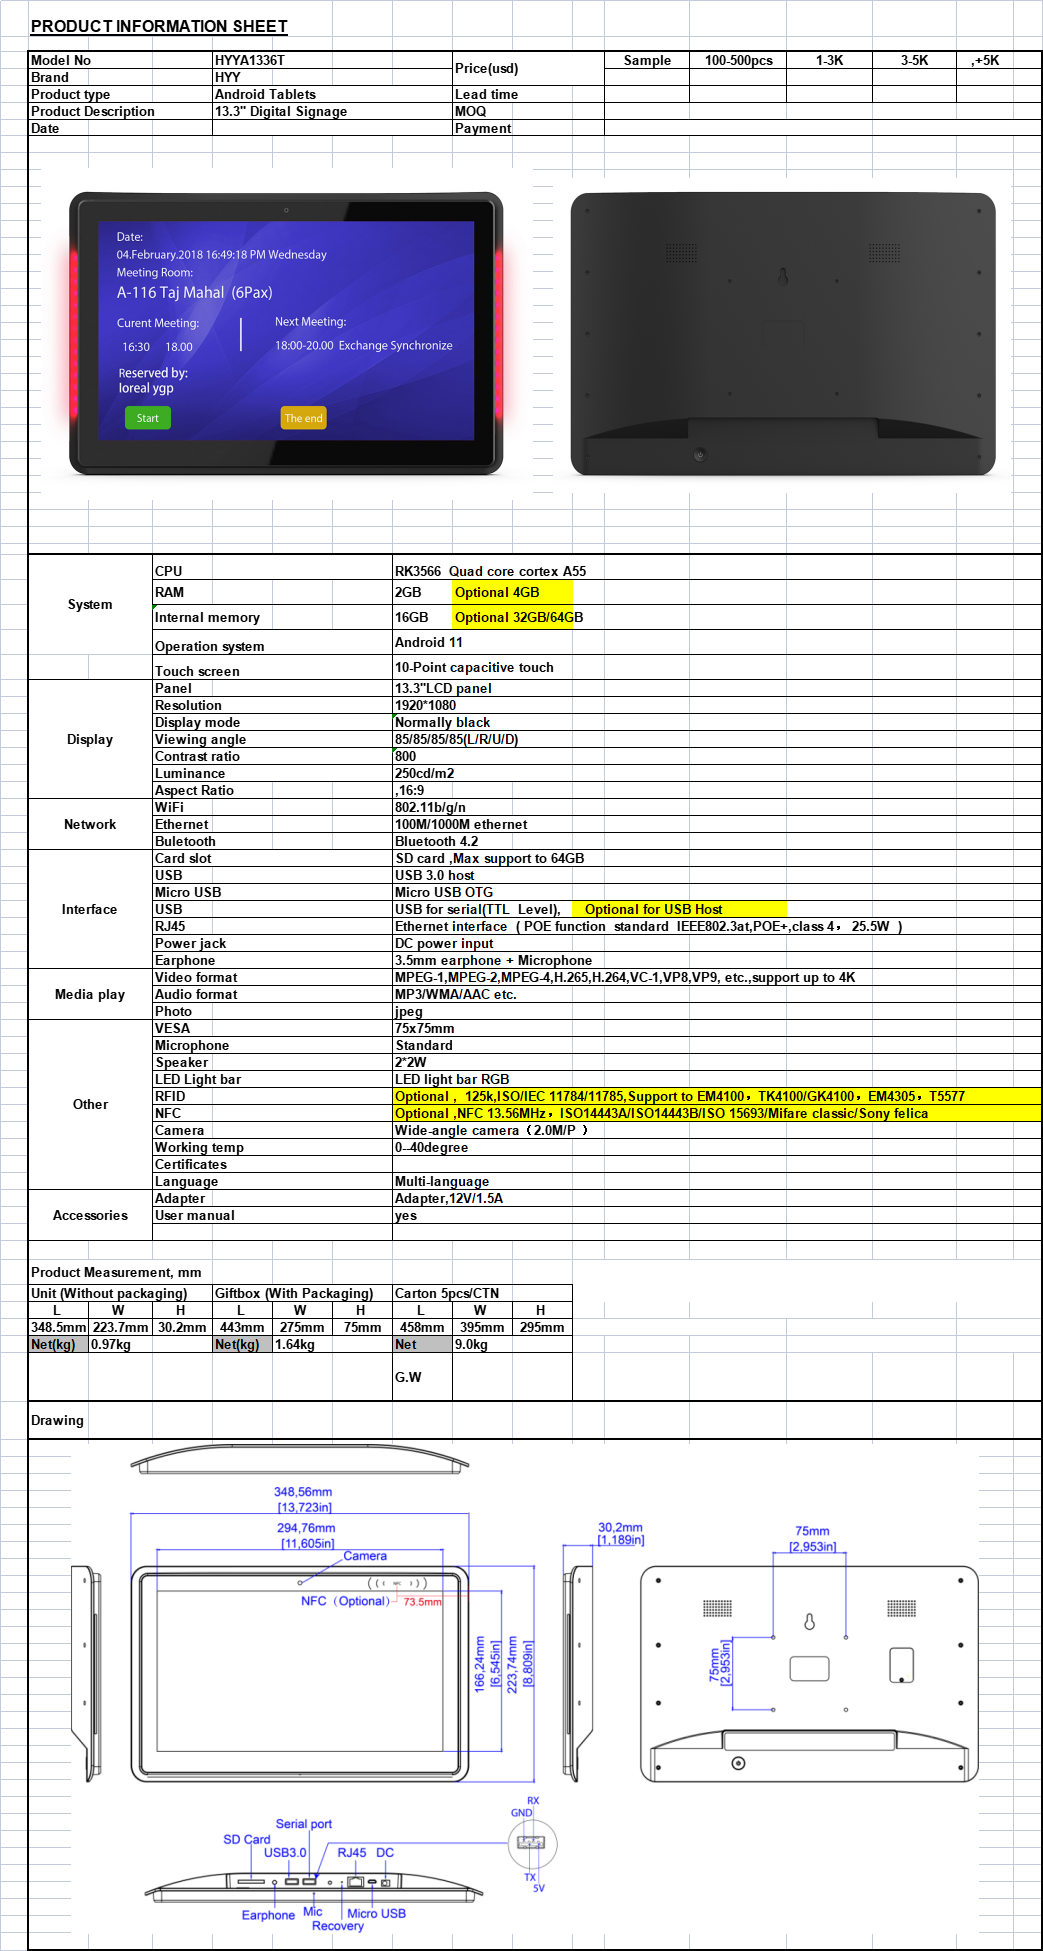 PRODUCT INFORMATION SHEET
Model No HYYA1336T Price(usd) Sample 100-500pcs 1-3K 3-5K ,+5K
Brand HYY
Product type Android Tablets Lead time
Product Description 13.3" Digital Signage MOQ
Date Payment
Date:
04.February.2018 16:49:18 PM Wednesday
Meeting Room:
A-116 Taj Mahal (6Pax)
Curent Meeting: Next Meeting:
16:30 18.00 18:00-20.00 Exchange Synchronize
Reserved by:
loreal ygp
Start The end
System
CPU RK3566 Quad core cortex A55
RAM 2GB Optional 4GB
Internal memory 16GB Optional 32GB/64GB
Operation system Android 11
Touch screen 10-Point capacitive touch
Display
Panel 13.3"LCD panel
Resolution 1920*1080
Display mode Normally black
Viewing angle 85/85/85/85(L/R/U/D)
Contrast ratio 800
Luminance 250cd/m2
Aspect Ratio ,16:9
Network
WiFi 802.11b/g/n
Ethernet 100M/1000M ethernet
Buletooth Bluetooth 4.2
Interface
Card slot SD card ,Max support to 64GB
USB USB 3.0 host
Micro USB Micro USB OTG
USB USB for serial(TTL Level), Optional for USB Host
RJ45 Ethernet interface ( POE function standard IEEE802.3at,POE+,class 4， 25.5W )
Power jack DC power input
Earphone 3.5mm earphone + Microphone
Media play
Video format MPEG-1,MPEG-2,MPEG-4,H.265,H.264,VC-1,VP8,VP9, etc.,support up to 4K
Audio format MP3/WMA/AAC etc.
Photo jpeg
Other
VESA 75x75mm
Microphone Standard
Speaker 2*2W
LED Light bar LED light bar RGB
RFID Optional , 125k,ISO/IEC 11784/11785,Support to EM4100，TK4100/GK4100，EM4305，T5577
NFC Optional ,NFC 13.56MHz，ISO14443A/ISO14443B/ISO 15693/Mifare classic/Sony felica
Camera Wide-angle camera（2.0M/P ）
Working temp 0--40degree
Certificates
Language Multi-language
Accessories
Adapter Adapter,12V/1.5A
User manual yes
Product Measurement, mm
Unit (Without packaging) Giftbox (With Packaging) Carton 5pcs/CTN
L W H L W H L W H
348.5mm 223.7mm 30.2mm 443mm 275mm 75mm 458mm 395mm 295mm
Net(kg) 0.97kg Net(kg) 1.64kg Net 9.0kg
G.W
Drawing
348,56mm
[13,723in]
294,76mm
[11,605in]
Camera
NFC
NFC（Optional）
73.5mm
166,24mm
[6,545in]
223,74mm
[8,809in]
30,2mm
[1,189in]
75mm
[2,953in]
75mm
[2,953in]
RX
GND
TX
5V
Serial port
SD Card
USB3.0 RJ45 DC
Earphone Mic Micro USB
Recovery